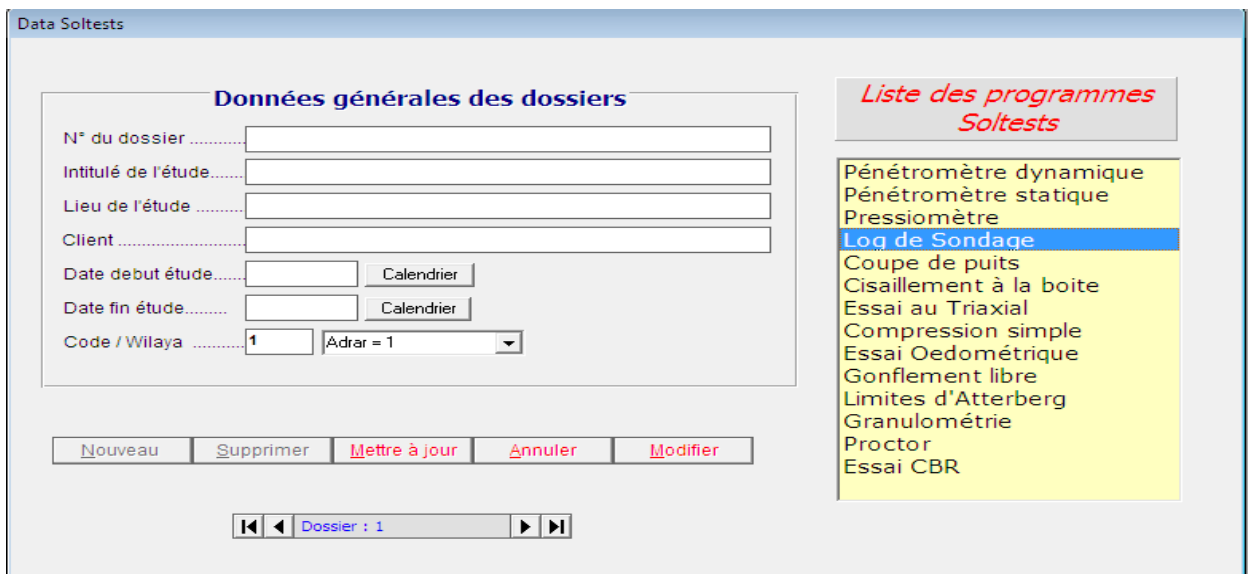 Data Soltests
Données générales des dossiers
N° du dossier ...........
Intitulé de l'étude......
Lieu de l'étude .........
Client ......................
Date debut étude......
Calendrier
Date fin étude.........
Calendrier
Code / Wilaya ..........1 Adrar = 1
Nouveau Supprimer Mettre à jour Annuler Modifier
Dossier : 1
Liste des programmes
Soltests
Pénétromètre dynamique
Pénétromètre statique
Pressiomètre
Log de Sondage
Coupe de puits
Cisaillement à la boite
Essai au Triaxial
Compression simple
Essai Oedométrique
Gonflement libre
Limites d'Atterberg
Granulométrie
Proctor
Essai CBR